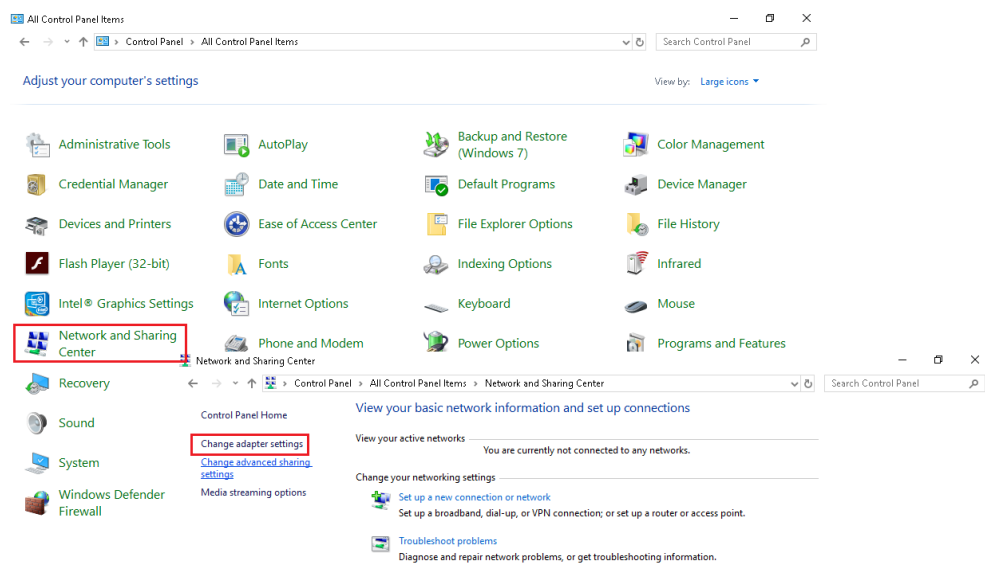 All Control Panel Items
Control Panel > All Control Panel Items
Search Control Panel
Adjust your computer's settings
View by: Large icons
Administrative Tools
AutoPlay
Backup and Restore
(Windows 7)
Color Management
Credential Manager
Date and Time
Default Programs
Device Manager
Devices and Printers
Ease of Access Center
File Explorer Options
File History
Flash Player (32-bit)
Fonts
Indexing Options
Infrared
Intel® Graphics Settings
Internet Options
Keyboard
Mouse
Network and Sharing
Center
Phone and Modem
Power Options
Programs and Features
Recovery
Sound
System
Windows Defender
Firewall
Network and Sharing Center
Control Panel > All Control Panel Items > Network and Sharing Center
Search Control Panel
Control Panel Home
Change adapter settings
Change advanced sharing
settings
Media streaming options
View your basic network information and set up connections
View your active networks
You are currently not connected to any networks.
Change your networking settings
Set up a new connection or network
Set up a broadband, dial-up, or VPN connection; or set up a router or access point.
Troubleshoot problems
Diagnose and repair network problems, or get troubleshooting information.